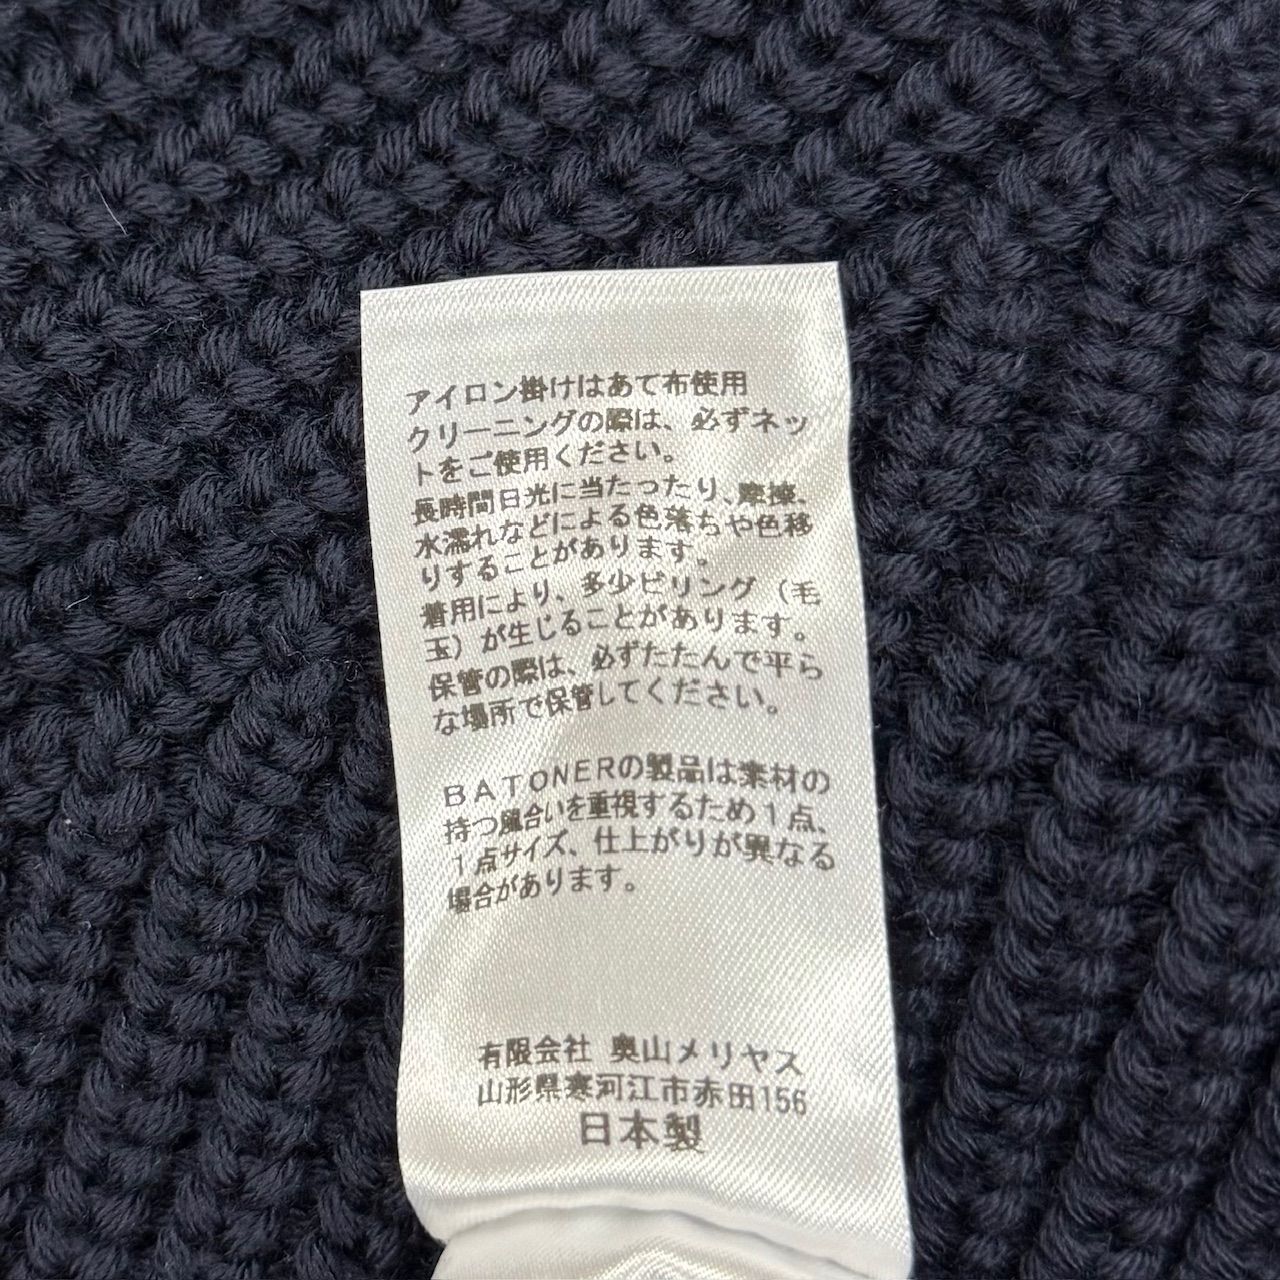 アイロン掛けはあて布使用
クリーニングの際は、必ずネッ
トをご使用ください。
長時間日光に当たったり、摩擦、
水濡れなどによる色落ちや色移
りすることがあります。
着用により、多少ピリング（毛
玉）が生じることがあります。
保管の際は、必ずたたんで平ら
な場所で保管してください。
BATONERの製品は素材の
持つ風合いを重視するため1点、
1点サイズ、仕上がりが異なる
場合があります。
有限会社 奥山メリヤス
山形県寒河江市赤田156
日本製